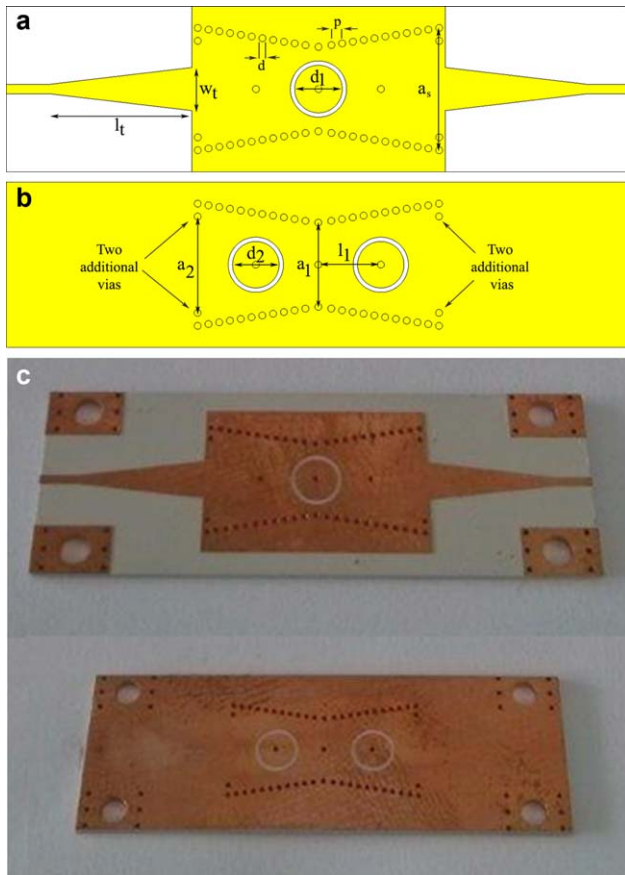 a
p
d
d1
wt
as
lt
b
Two
additional
vias
a2
d2
a1
l1
Two
additional
vias
c